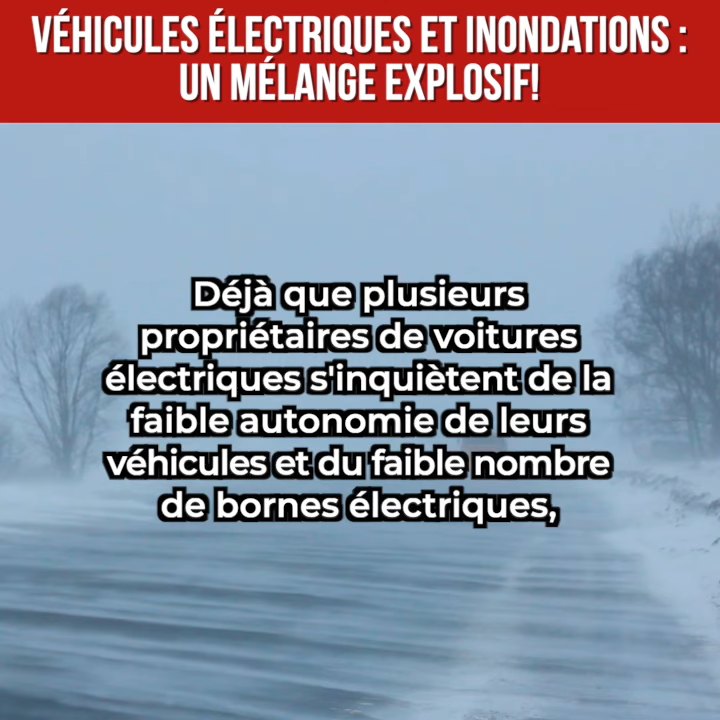 VÉHICULES ÉLECTRIQUES ET INONDATIONS :
UN MÉLANGE EXPLOSIF!
Déjà que plusieurs
propriétaires de voitures
électriques s'inquiètent de la
faible autonomie de leurs
véhicules et du faible nombre
de bornes électriques,